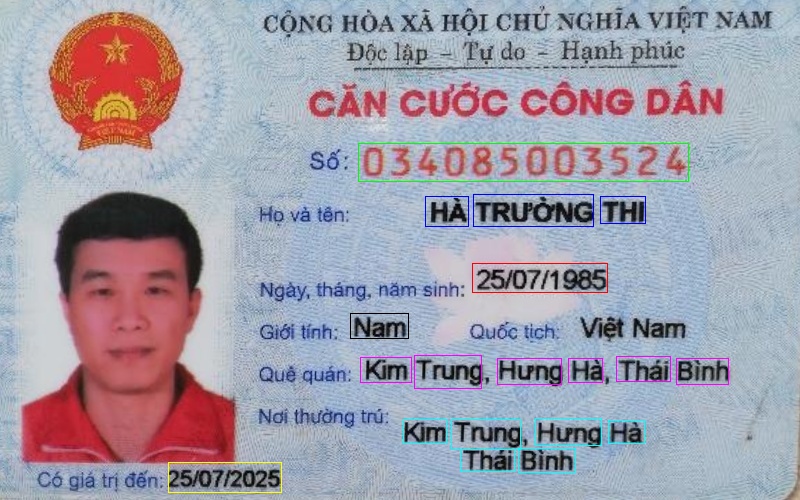 CỘNG HÒA XÃ HỘI CHỦ NGHĨA VIỆT NAM
Độc lập – Tự do – Hạnh phúc
CĂN CƯỚC CÔNG DÂN
Số: 034085003524
Họ và tên: HÀ TRƯỜNG THI
Ngày, tháng, năm sinh: 25/07/1985
Giới tính: Nam Quốc tịch: Việt Nam
Quê quán: Kim Trung, Hưng Hà, Thái Bình
Nơi thường trú: Kim Trung, Hưng Hà
Thái Bình
Có giá trị đến: 25/07/2025